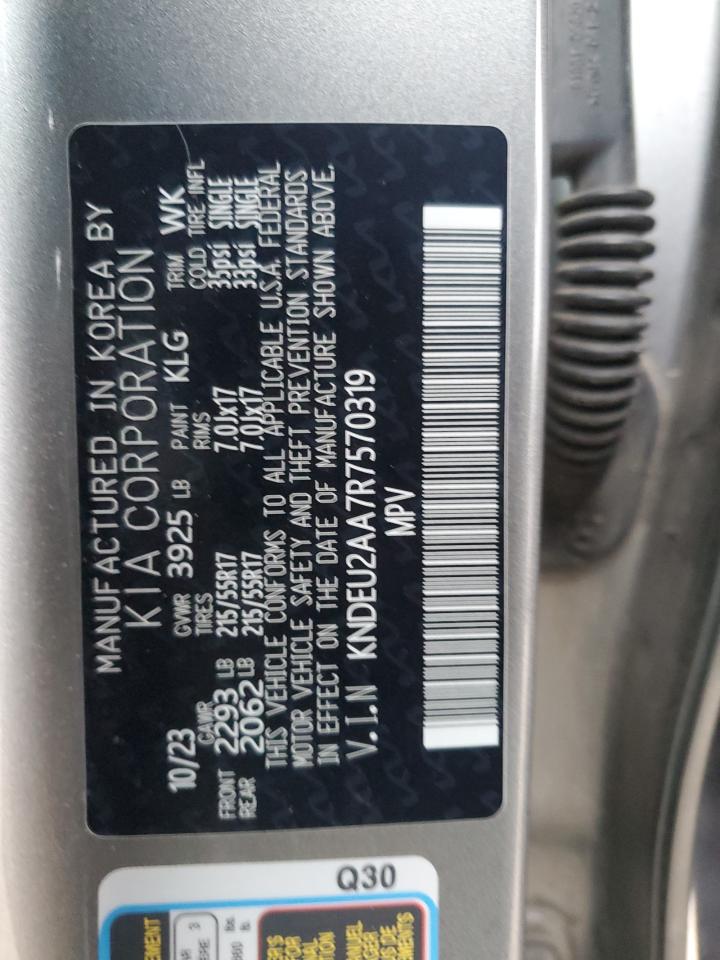 MANUFACTURED IN KOREA BY
KIA CORPORATION
10/23 GVWR 3925 LB PAINT KLG TRIM WK
GAWR TIRES RIMS COLD TIRE INFL
FRONT 2293 LB 215/55R17 7.0Jx17 35psi SINGLE
REAR 2062 LB 215/55R17 7.0Jx17 33psi SINGLE
THIS VEHICLE CONFORMS TO ALL APPLICABLE U.S.A. FEDERAL
MOTOR VEHICLE SAFETY AND THEFT PREVENTION STANDARDS
IN EFFECT ON THE DATE OF MANUFACTURE SHOWN ABOVE.
V.I.N KNDEU2AA7R7570319
MPV
Q30